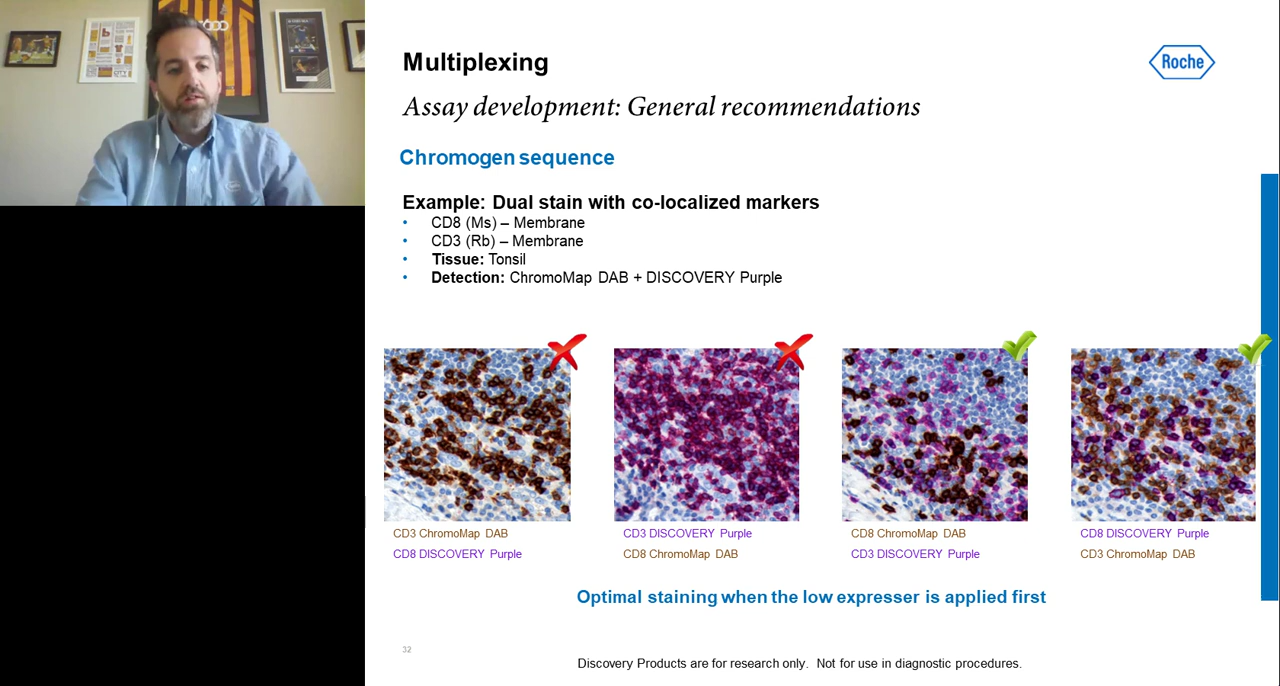 Multiplexing
Roche
Assay development: General recommendations
Chromogen sequence
Example: Dual stain with co-localized markers
• CD8 (Ms) – Membrane
• CD3 (Rb) – Membrane
• Tissue: Tonsil
• Detection: ChromoMap DAB + DISCOVERY Purple
CD3 ChromoMap DAB
CD8 DISCOVERY Purple
CD3 DISCOVERY Purple
CD8 ChromoMap DAB
CD8 ChromoMap DAB
CD3 DISCOVERY Purple
CD8 DISCOVERY Purple
CD3 ChromoMap DAB
Optimal staining when the low expresser is applied first
32
Discovery Products are for research only. Not for use in diagnostic procedures.